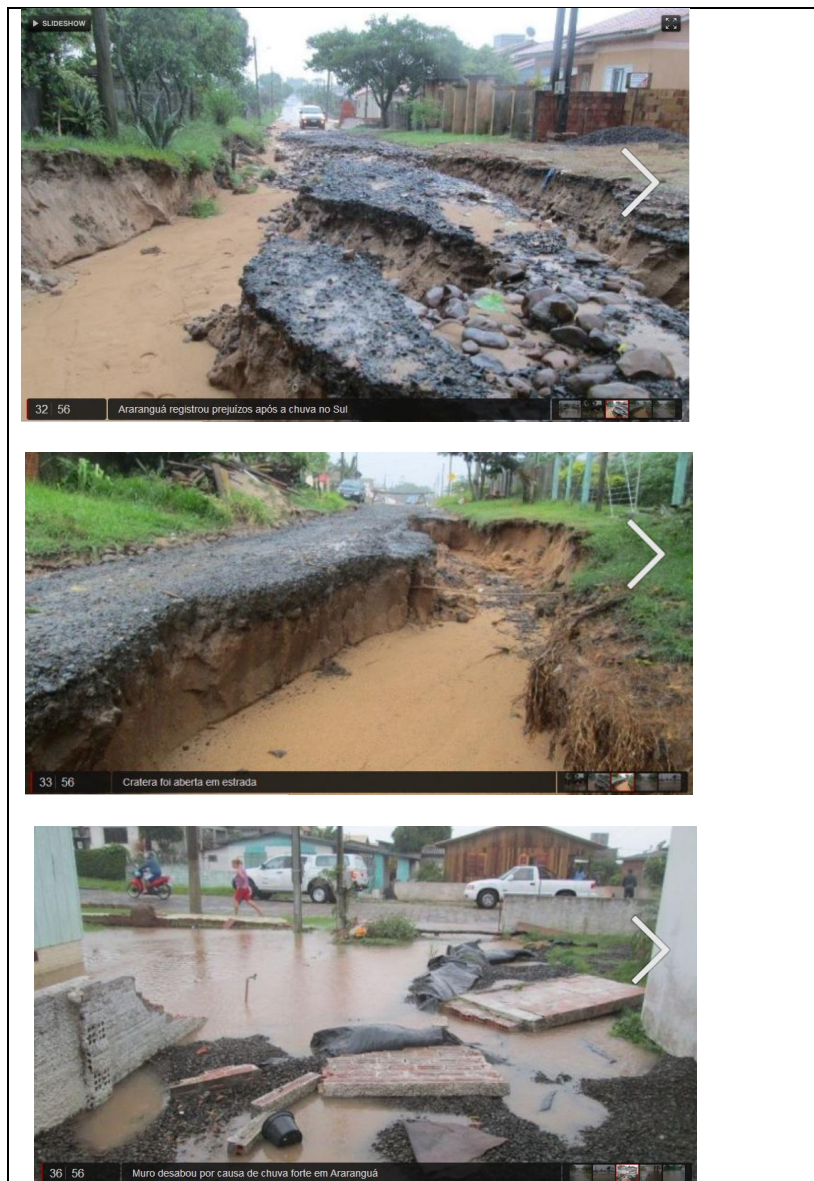 SLIDESHOW
32 56 Araranguá registrou prejuízos após a chuva no Sul
33 56 Cratera foi aberta em estrada
36 56 Muro desabou por causa de chuva forte em Araranguá